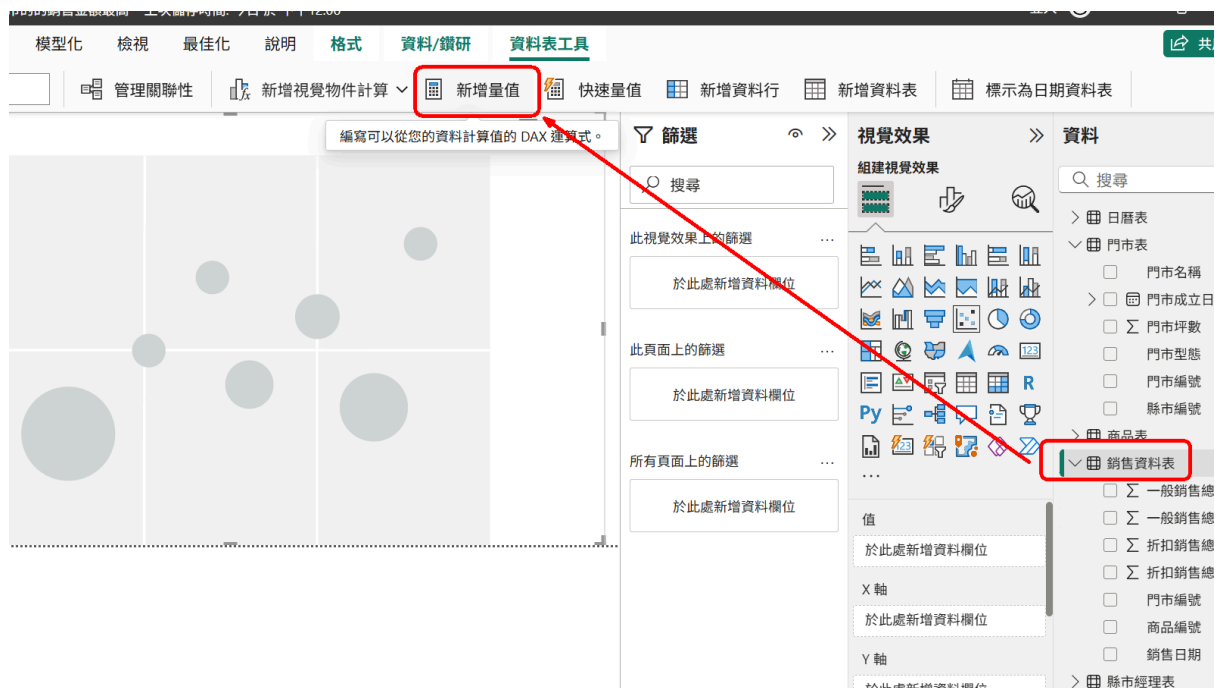 模型化 檢視 最佳化 說明 格式 資料/鑽研 資料表工具
管理關聯性 新增視覺物件計算 新增量值 快速量值 新增資料行 新增資料表 標示為日期資料表
編寫可以從您的資料計算值的 DAX 運算式。
篩選
搜尋
此視覺效果上的篩選 ...
於此處新增資料欄位
此頁面上的篩選 ...
於此處新增資料欄位
所有頁面上的篩選 ...
於此處新增資料欄位
視覺效果
組建視覺效果
123
R
Py
123
...
值
於此處新增資料欄位
X 軸
於此處新增資料欄位
Y 軸
於此處新增資料欄位
資料
搜尋
日曆表
門市表
門市名稱
門市成立日
門市坪數
門市型態
門市編號
縣市編號
商品表
銷售資料表
一般銷售總
一般銷售總
折扣銷售總
折扣銷售總
門市編號
商品編號
銷售日期
縣市經理表